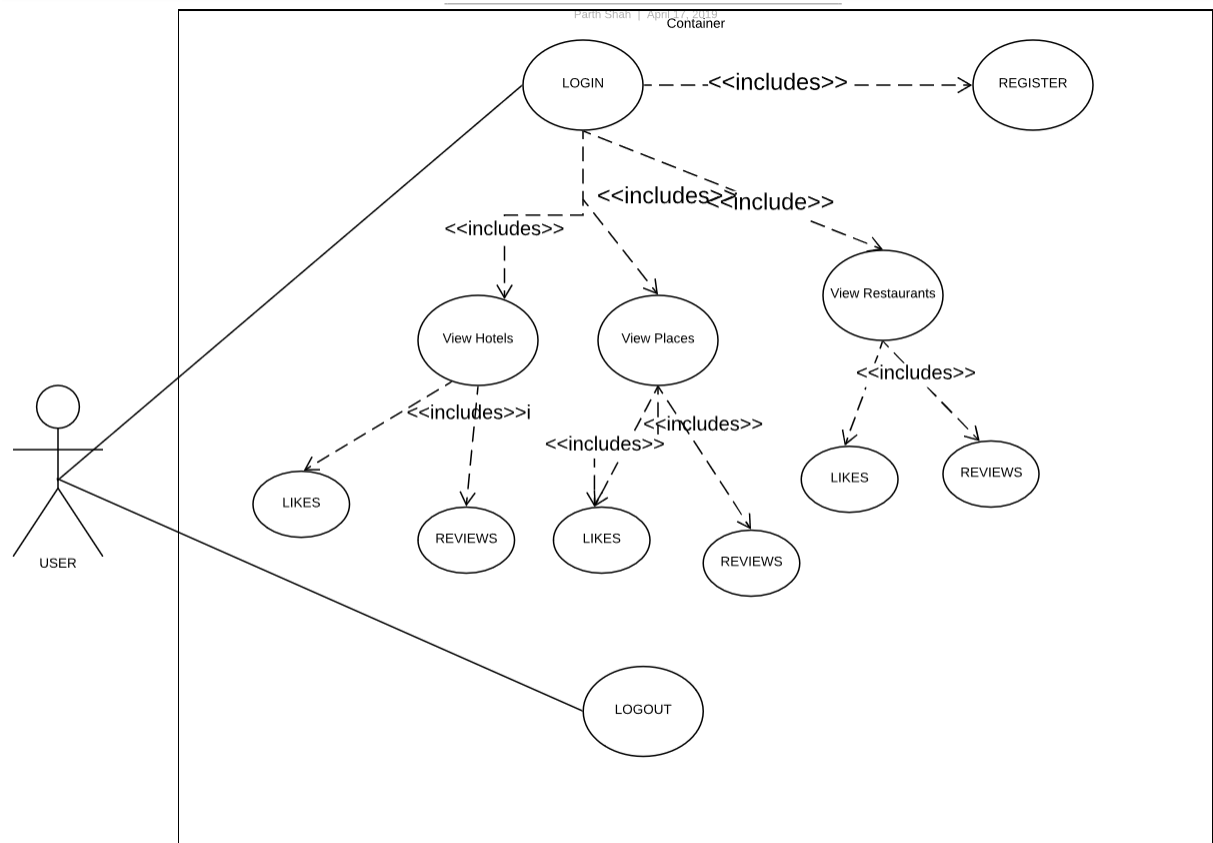 Parth Shah | April 17, 2019
Container
LOGIN
<<includes>>
REGISTER
<<includes>>
<<include>>
<<includes>>
View Restaurants
View Hotels
View Places
<<includes>>
<<includes>>i
<<includes>>
<<includes>>
LIKES
REVIEWS
LIKES
REVIEWS
LIKES
REVIEWS
USER
LOGOUT